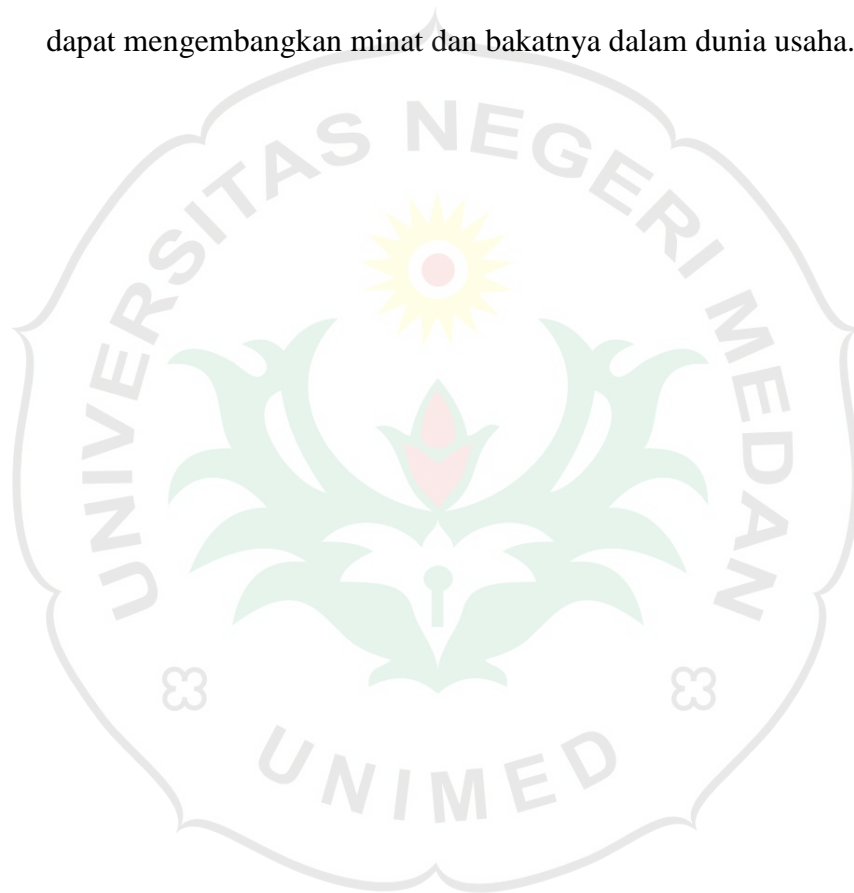 dapat mengembangkan minat dan bakatnya dalam dunia usaha.
UNIVERSITAS NEGERI MEDAN
UNIMED